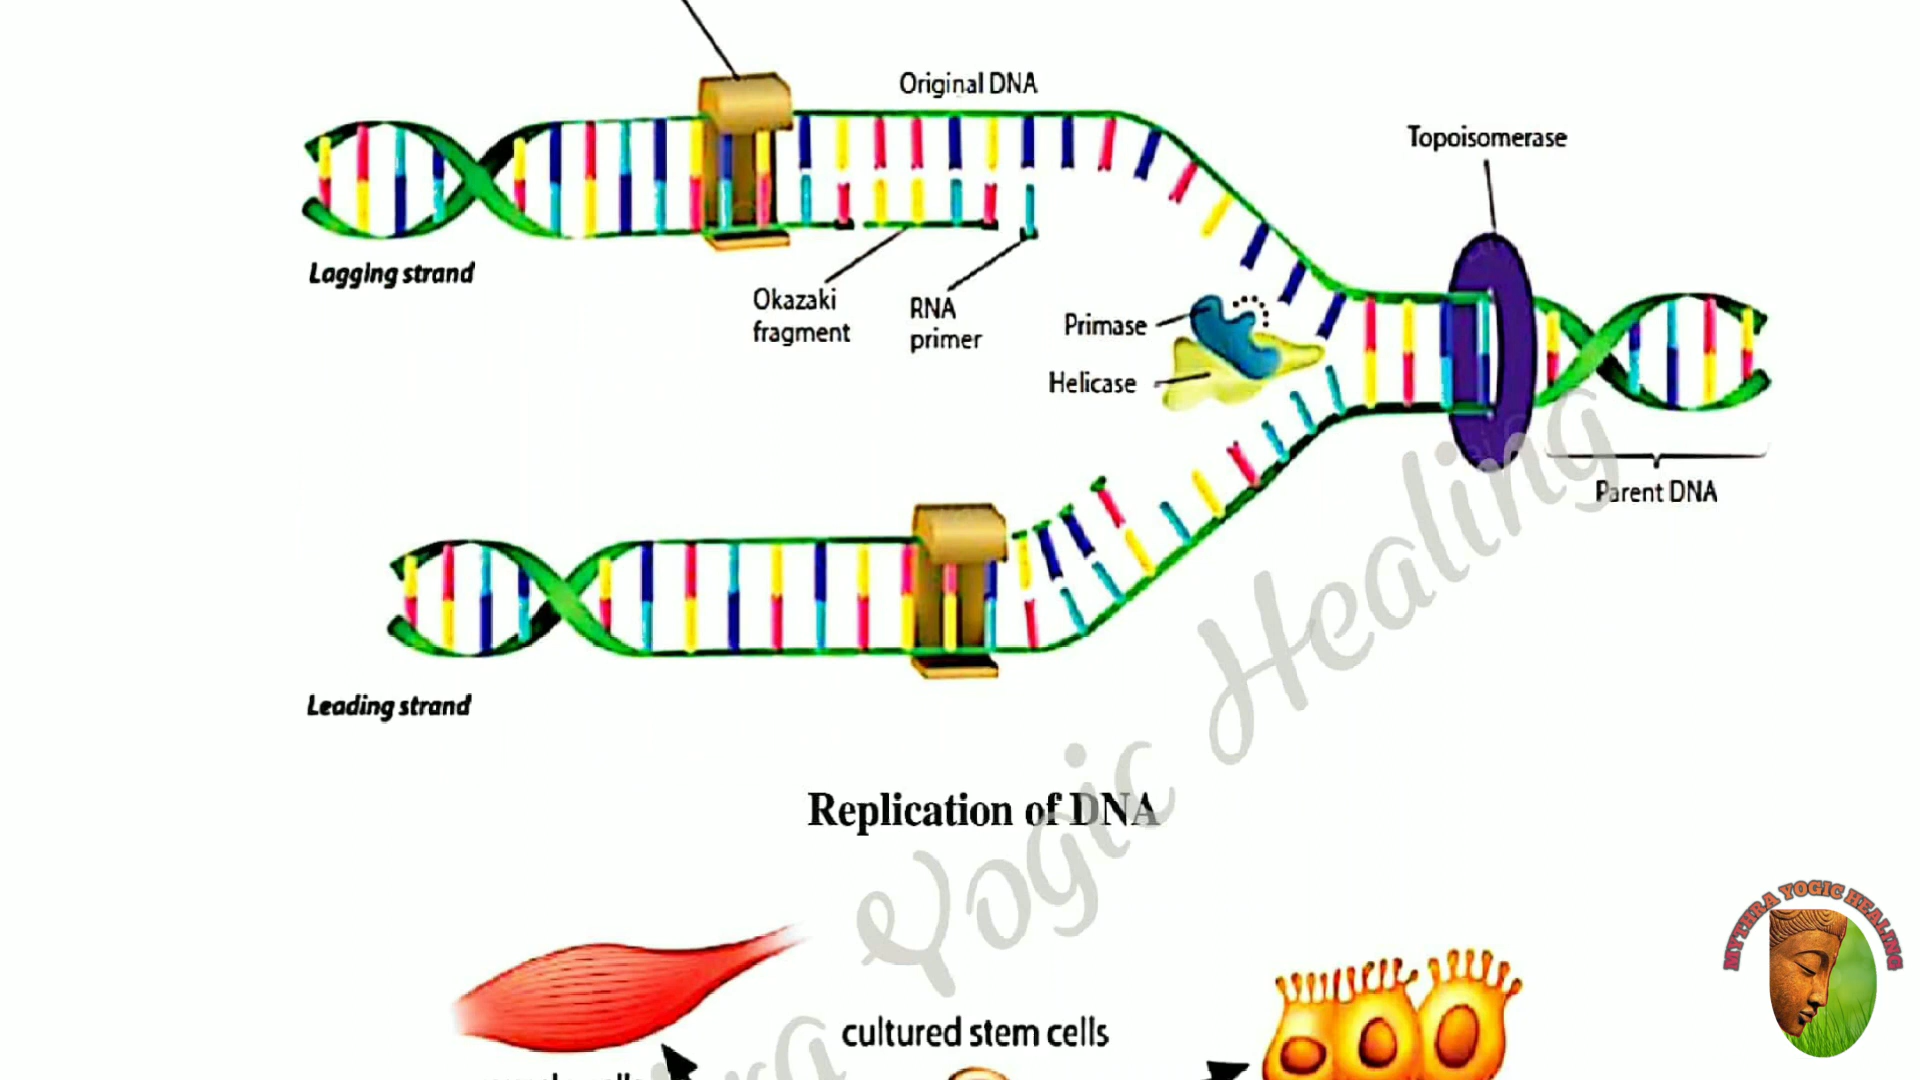 Original DNA
Topoisomerase
Lagging strand
Okazaki
fragment
RNA
primer
Primase
Helicase
Parent DNA
Leading strand
Replication of DNA
Yogic Healing
MYTHRA YOGIC HEALING
cultured stem cells